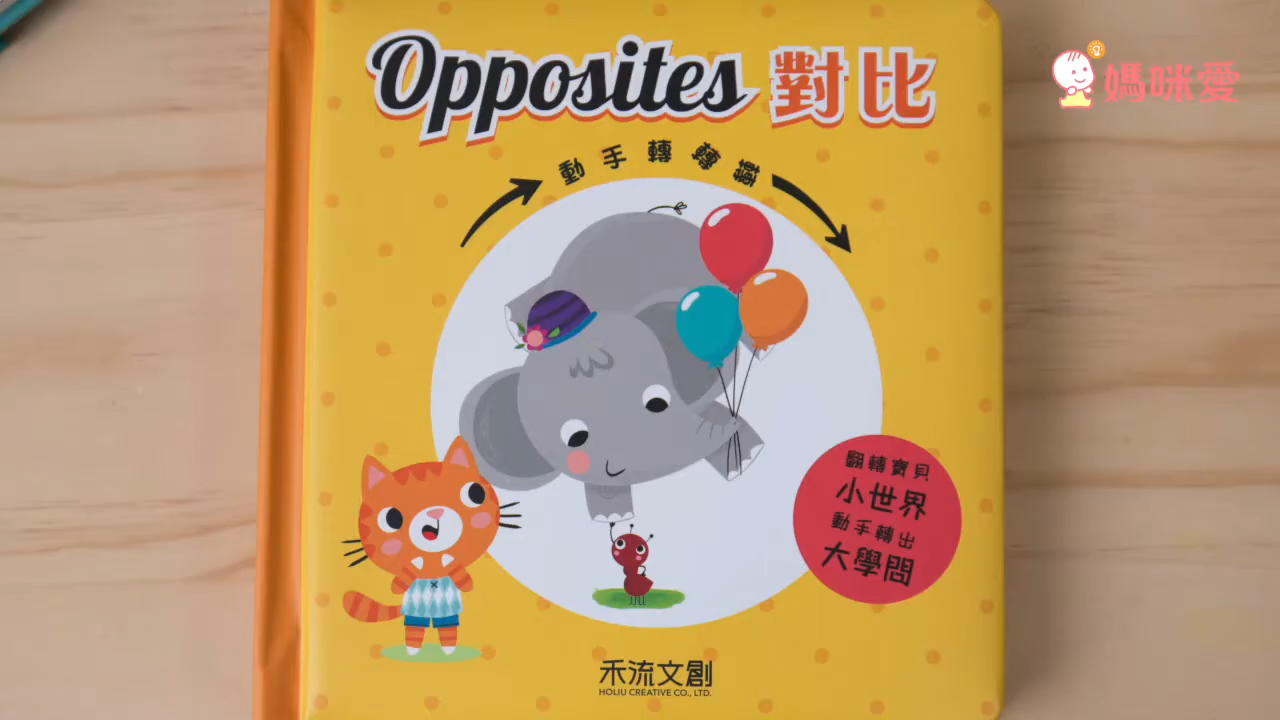 Opposites 對比
媽咪愛
動手轉轉轉
翻轉寶貝
小世界
動手轉出
大學問
禾流文創
HOLIU CREATIVE CO., LTD.